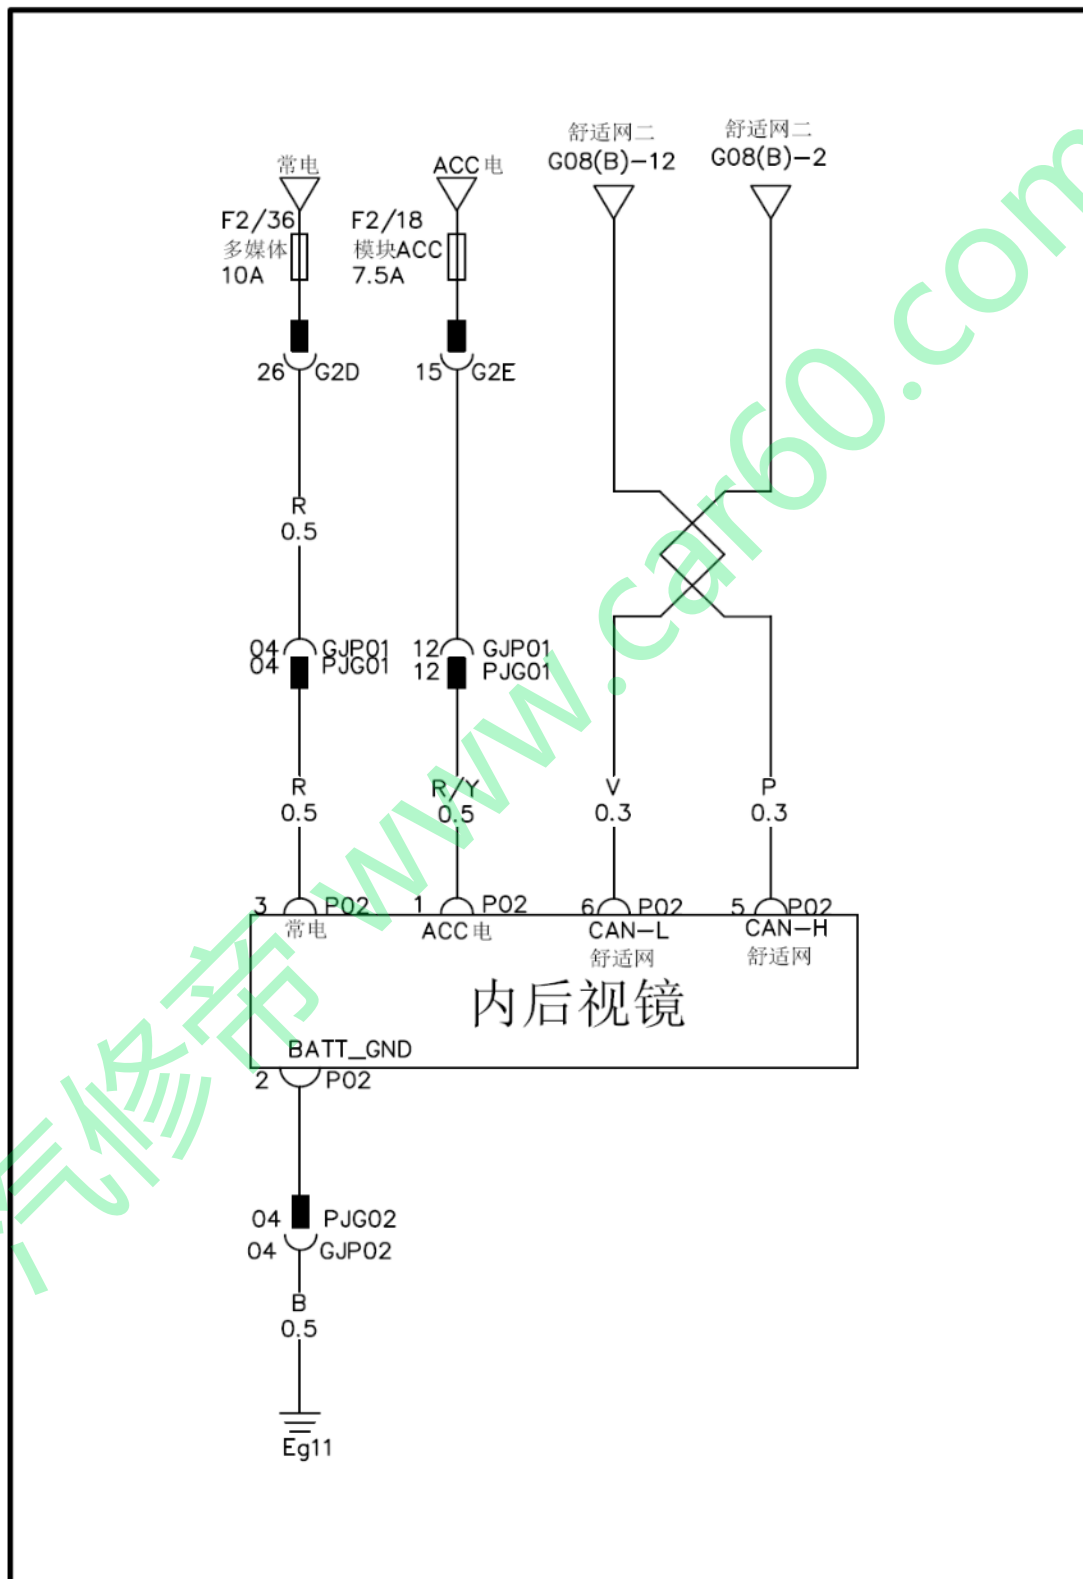 舒适网二
G08(B)-12
舒适网二
G08(B)-2
常电
ACC电
F2/36
多媒体
10A
F2/18
模块ACC
7.5A
26 G2D
15 G2E
R
0.5
04 GJP01
04 PJG01
12 GJP01
12 PJG01
R
0.5
R/Y
0.5
V
0.3
P
0.3
3 P02
1 P02
6 P02
5 P02
常电
ACC电
CAN-L
舒适网
CAN-H
舒适网
内后视镜
BATT_GND
2 P02
04 PJG02
04 GJP02
B
0.5
Eg11
汽修帝 www.car60.com